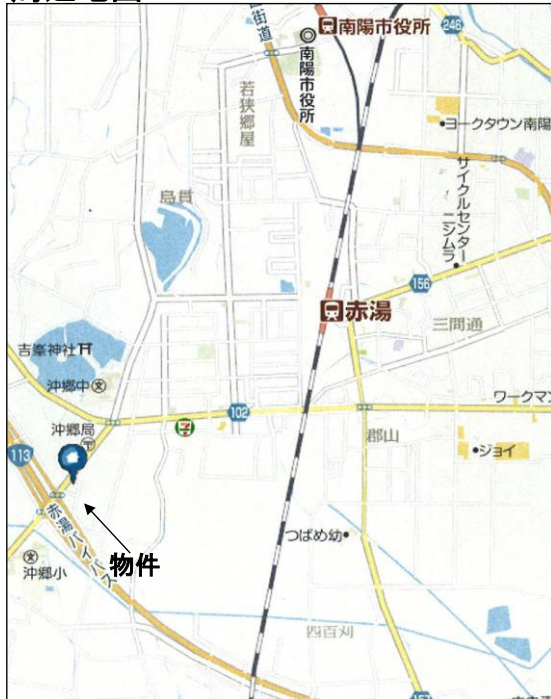 南陽市役所
246
街道
南陽市役所
若狭郷屋
ヨークタウン南陽
島貫
サイクルセンター
ニシムラ
156
赤湯
三間通
吉峯神社
沖郷中
文
ワークマン
102
沖郷局
7
郡山
ジョイ
113
赤湯バイパス
物件
つばめ幼
文
沖郷小
四百刈